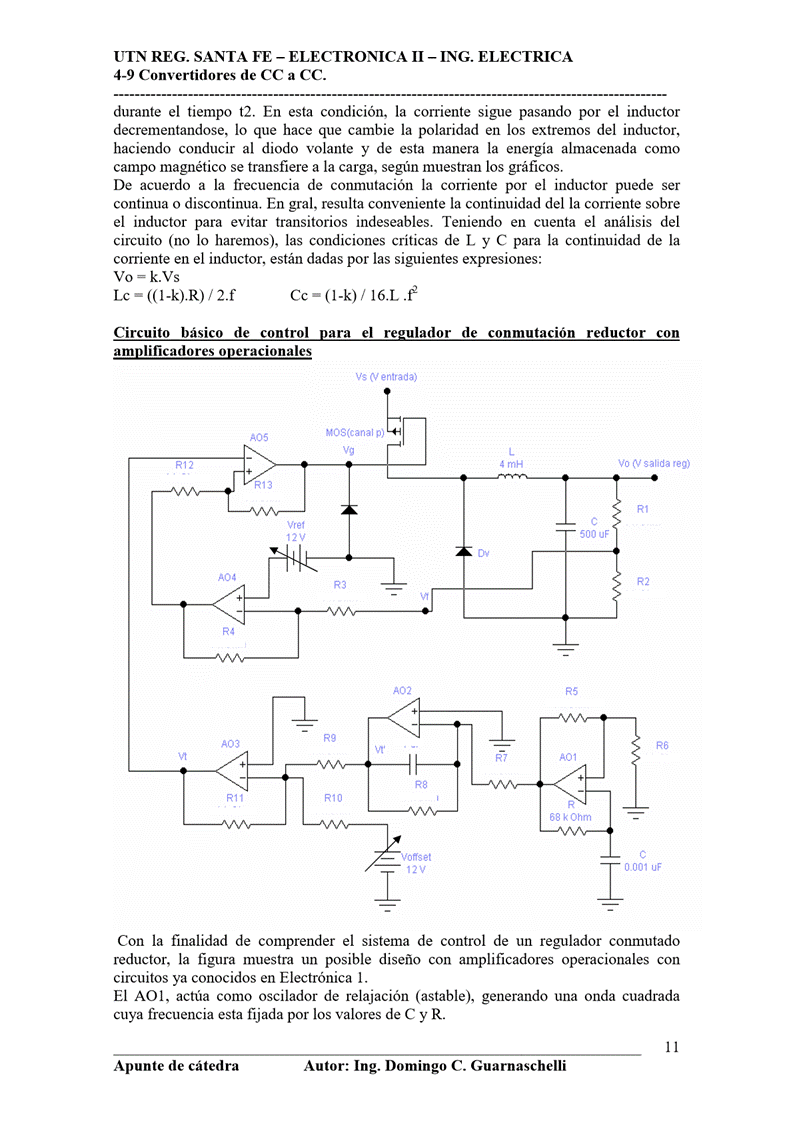 UTN REG. SANTA FE – ELECTRONICA II – ING. ELECTRICA
4-9 Convertidores de CC a CC.
durante el tiempo t2. En esta condición, la corriente sigue pasando por el inductor
decrementandose, lo que hace que cambie la polaridad en los extremos del inductor,
haciendo conducir al diodo volante y de esta manera la energía almacenada como
campo magnético se transfiere a la carga, según muestran los gráficos.
De acuerdo a la frecuencia de conmutación la corriente por el inductor puede ser
continua o discontinua. En gral, resulta conveniente la continuidad del la corriente sobre
el inductor para evitar transitorios indeseables. Teniendo en cuenta el análisis del
circuito (no lo haremos), las condiciones críticas de L y C para la continuidad de la
corriente en el inductor, están dadas por las siguientes expresiones:
Vo = k.Vs
Lc = ((1-k).R) / 2.f Cc = (1-k) / 16.L .f²
Circuito básico de control para el regulador de conmutación reductor con
amplificadores operacionales
Vs (V entrada)
MOS(canal p)
AO5
Vg
L
4 mH
Vo (V salida reg)
R12
R13
R1
C
500 uF
Vref
12 V
Dv
AO4
R3
R2
Vf
R4
AO2
R5
AO3
R9
R6
Vt
Vt'
R7
AO1
R8
R11
R10
R
68 k Ohm
Voffset
12 V
C
0.001 uF
Con la finalidad de comprender el sistema de control de un regulador conmutado
reductor, la figura muestra un posible diseño con amplificadores operacionales con
circuitos ya conocidos en Electrónica 1.
El AO1, actúa como oscilador de relajación (astable), generando una onda cuadrada
cuya frecuencia esta fijada por los valores de C y R.
11
Apunte de cátedra Autor: Ing. Domingo C. Guarnaschelli